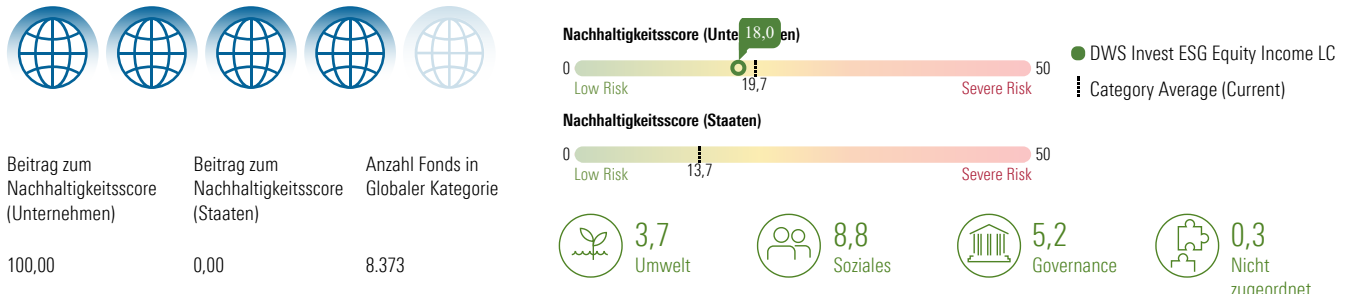 Beitrag zum
Nachhaltigkeitsscore
(Unternehmen)
100,00
Beitrag zum
Nachhaltigkeitsscore
(Staaten)
0,00
Anzahl Fonds in
Globaler Kategorie
8.373
Nachhaltigkeitsscore (Unte en)
18,0
0
50
Low Risk
19,7
Severe Risk
Nachhaltigkeitsscore (Staaten)
0
50
Low Risk
13,7
Severe Risk
DWS Invest ESG Equity Income LC
Category Average (Current)
3,7
Umwelt
8,8
Soziales
5,2
Governance
0,3
Nicht
zugeordnet